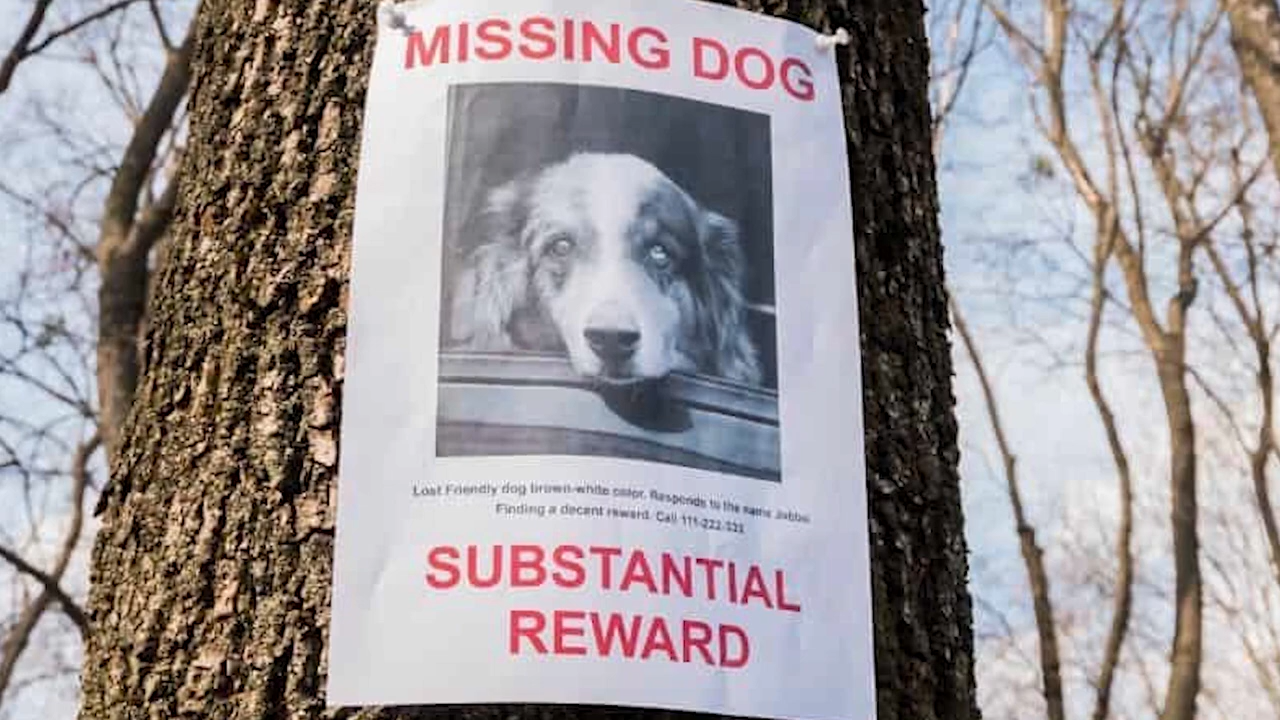 MISSING DOG
Lost Friendly dog brown-white color. Responds to the name
Finding a decent reward. Call 111-222-333
SUBSTANTIAL
REWARD